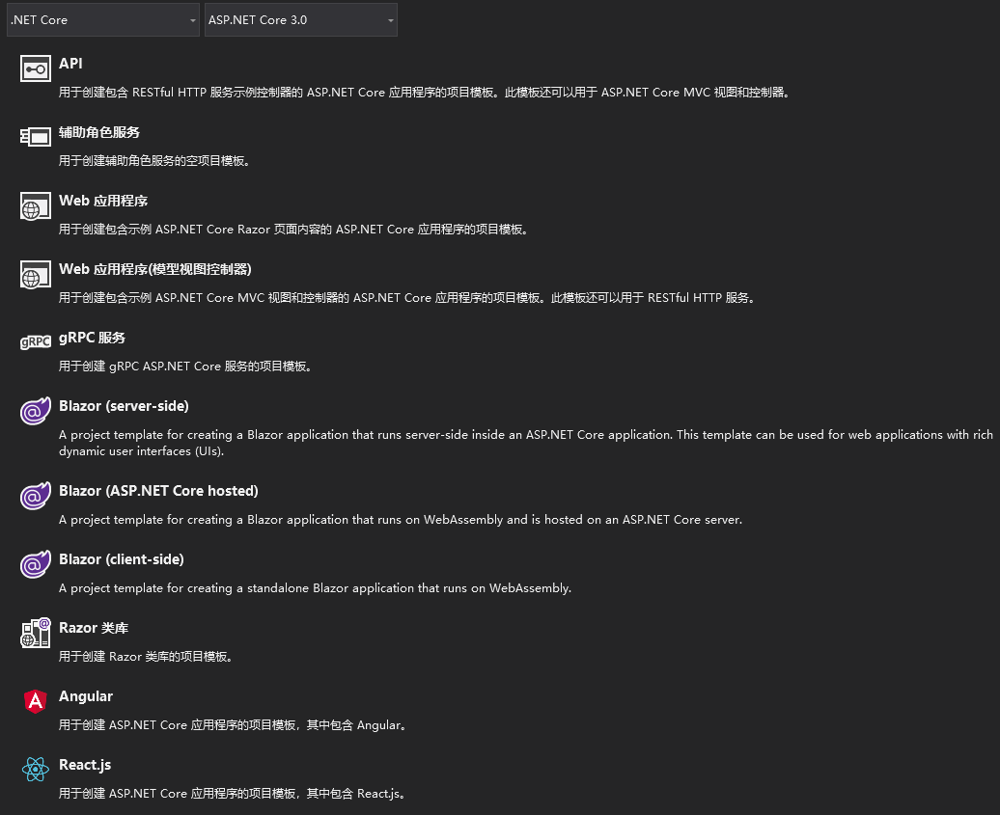 .NET Core
ASP.NET Core 3.0
API
用于创建包含 RESTful HTTP 服务示例控制器的 ASP.NET Core 应用程序的项目模板。此模板还可以用于 ASP.NET Core MVC 视图和控制器。
辅助角色服务
用于创建辅助角色服务的空项目模板。
Web 应用程序
用于创建包含示例 ASP.NET Core Razor 页面内容的 ASP.NET Core 应用程序的项目模板。
Web 应用程序(模型视图控制器)
用于创建包含示例 ASP.NET Core MVC 视图和控制器的 ASP.NET Core 应用程序的项目模板。此模板还可以用于 RESTful HTTP 服务。
gRPC
gRPC 服务
用于创建 gRPC ASP.NET Core 服务的项目模板。
Blazor (server-side)
A project template for creating a Blazor application that runs server-side inside an ASP.NET Core application. This template can be used for web applications with rich
dynamic user interfaces (UIs).
Blazor (ASP.NET Core hosted)
A project template for creating a Blazor application that runs on WebAssembly and is hosted on an ASP.NET Core server.
Blazor (client-side)
A project template for creating a standalone Blazor application that runs on WebAssembly.
Razor 类库
用于创建 Razor 类库的项目模板。
Angular
用于创建 ASP.NET Core 应用程序的项目模板，其中包含 Angular。
React.js
用于创建 ASP.NET Core 应用程序的项目模板，其中包含 React.js。